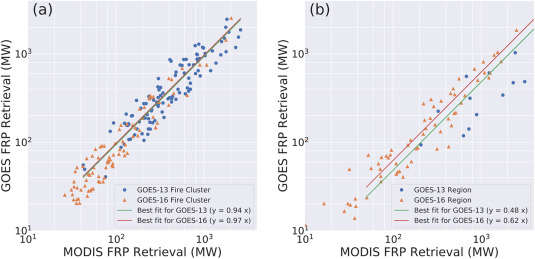 (a)
GOES FRP Retrieval (MW)
10³
10²
10¹
GOES-13 Fire Cluster
GOES-16 Fire Cluster
Best fit for GOES-13 (y = 0.94 x)
Best fit for GOES-16 (y = 0.97 x)
10¹ 10² 10³
MODIS FRP Retrieval (MW)
(b)
GOES FRP Retrieval (MW)
10³
10²
10¹
GOES-13 Region
GOES-16 Region
Best fit for GOES-13 (y = 0.48 x)
Best fit for GOES-16 (y = 0.62 x)
10¹ 10² 10³
MODIS FRP Retrieval (MW)